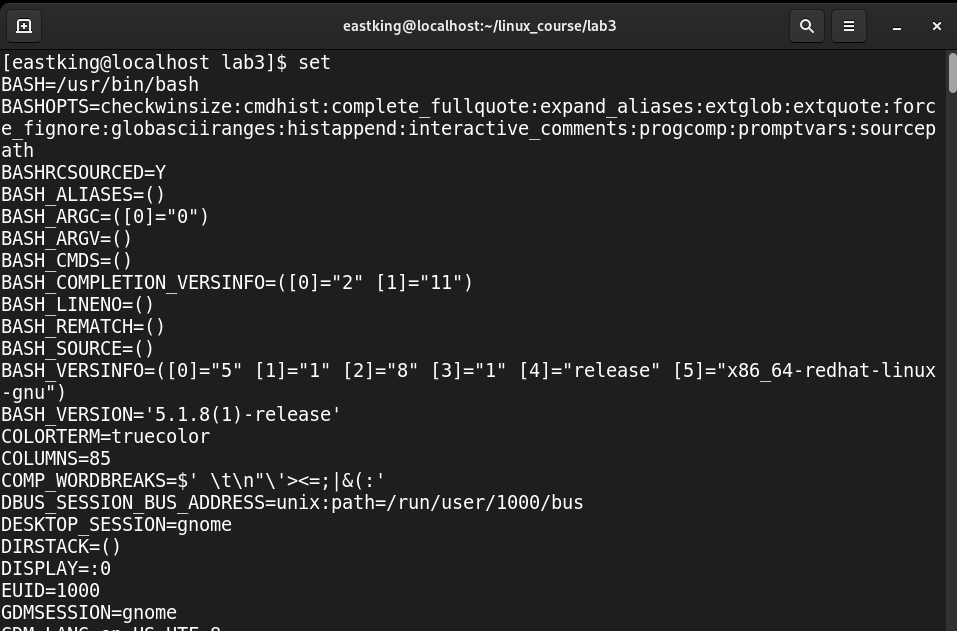 eastking@localhost:~/linux_course/lab3
[eastking@localhost lab3]$ set
BASH=/usr/bin/bash
BASHOPTS=checkwinsize:cmdhist:complete_fullquote:expand_aliases:extglob:extquote:forc
e_fignore:globasciiranges:histappend:interactive_comments:progcomp:promptvars:sourcep
ath
BASHRCSOURCED=Y
BASH_ALIASES=()
BASH_ARGC=([0]="0")
BASH_ARGV=()
BASH_CMDS=()
BASH_COMPLETION_VERSINFO=([0]="2" [1]="11")
BASH_LINENO=()
BASH_REMATCH=()
BASH_SOURCE=()
BASH_VERSINFO=([0]="5" [1]="1" [2]="8" [3]="1" [4]="release" [5]="x86_64-redhat-linux
-gnu")
BASH_VERSION='5.1.8(1)-release'
COLORTERM=truecolor
COLUMNS=85
COMP_WORDBREAKS=$' \t\n"\'><=;|&(:'
DBUS_SESSION_BUS_ADDRESS=unix:path=/run/user/1000/bus
DESKTOP_SESSION=gnome
DIRSTACK=()
DISPLAY=:0
EUID=1000
GDMSESSION=gnome